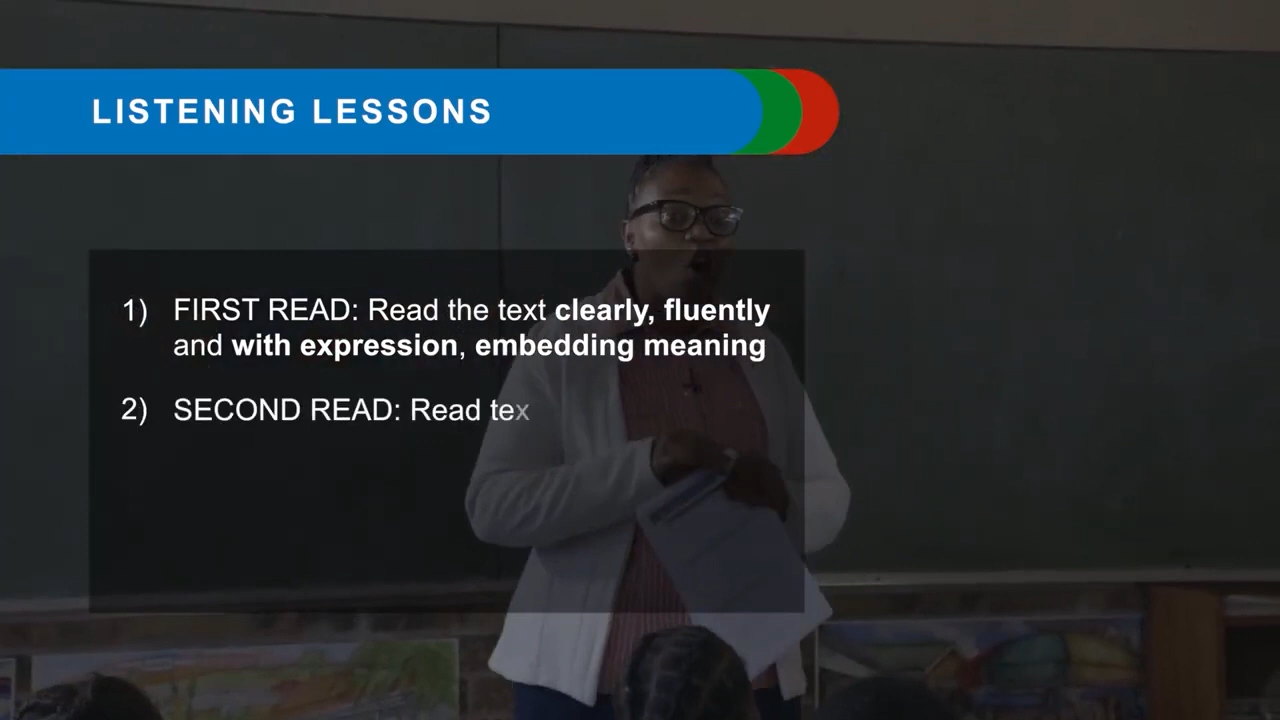 LISTENING LESSONS
1) FIRST READ: Read the text clearly, fluently
and with expression, embedding meaning
2) SECOND READ: Read tex